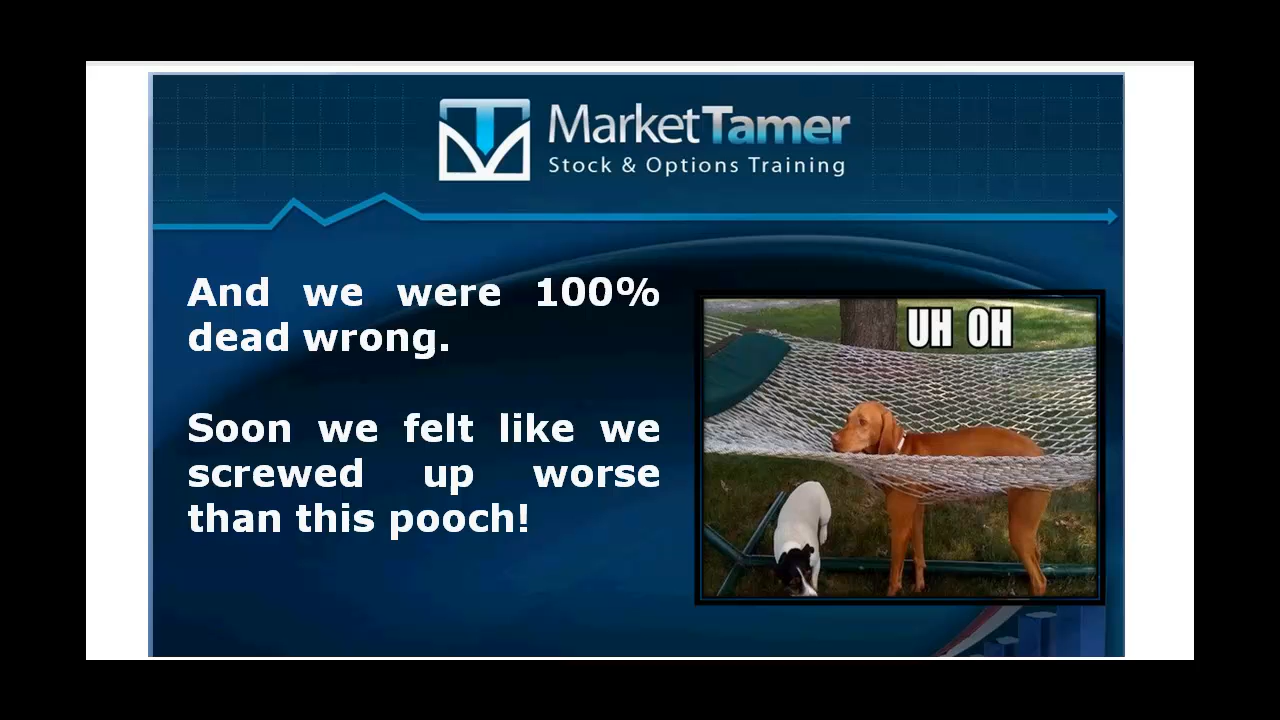 MarketTamer
Stock & Options Training
And we were 100%
dead wrong.
Soon we felt like we
screwed up worse
than this pooch!
UH OH